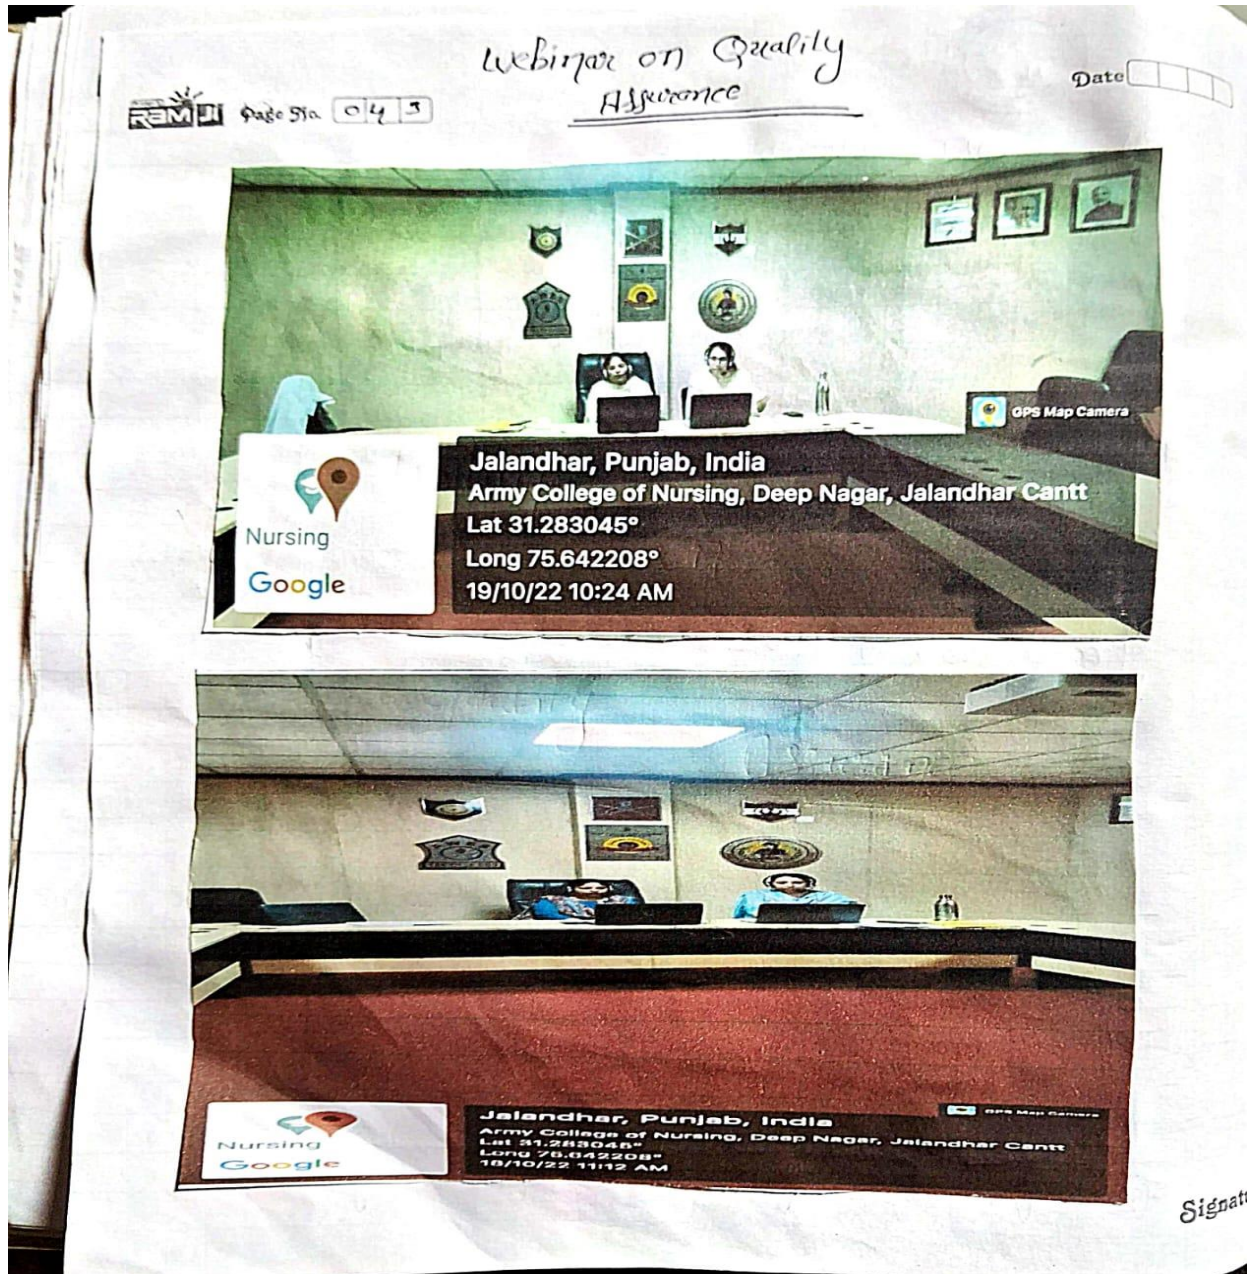 Webinar on Quality
Assurance
Date
RAMJI Page No. 043
GPS Map Camera
Jalandhar, Punjab, India
Army College of Nursing, Deep Nagar, Jalandhar Cantt
Lat 31.283045°
Long 75.642208°
19/10/22 10:24 AM
Nursing
Google
GPS Map Camera
Jalandhar, Punjab, India
Army College of Nursing, Deep Nagar, Jalandhar Cantt
Lat 31.283045°
Long 75.642208°
18/10/22 11:12 AM
Nursing
Google
Signatu